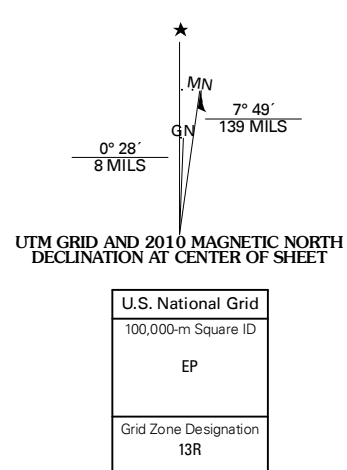 ★
MN
GN
7° 49´
139 MILS
0° 28´
8 MILS
UTM GRID AND 2010 MAGNETIC NORTH
DECLINATION AT CENTER OF SHEET
U.S. National Grid
100,000-m Square ID
EP
Grid Zone Designation
13R